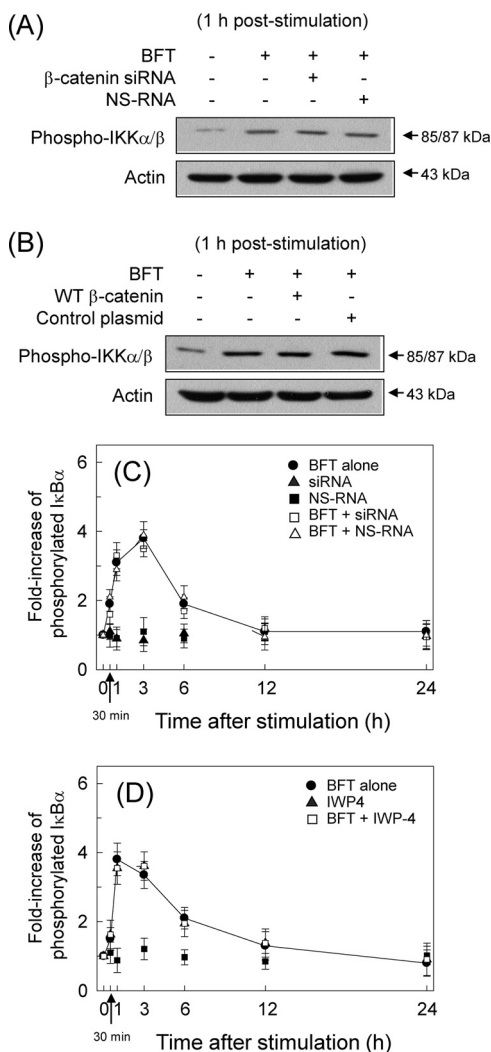 (A)
(1 h post-stimulation)
BFT - + + +
β-catenin siRNA - - + -
NS-RNA - - - +
Phospho-IKKα/β
85/87 kDa
Actin
43 kDa
(B)
(1 h post-stimulation)
BFT - + + +
WT β-catenin - - + -
Control plasmid - - - +
Phospho-IKKα/β
85/87 kDa
Actin
43 kDa
(C)
BFT alone
siRNA
NS-RNA
BFT + siRNA
BFT + NS-RNA
Fold-increase of
phosphorylated IκBα
6
4
2
0
0 1 3 6 12 24
30 min
Time after stimulation (h)
(D)
BFT alone
IWP4
BFT + IWP-4
Fold-increase of
phosphorylated IκBα
6
4
2
0
0 1 3 6 12 24
30 min
Time after stimulation (h)